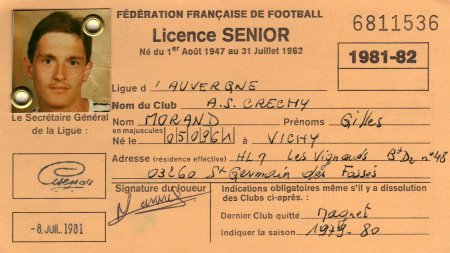 FÉDÉRATION FRANÇAISE DE FOOTBALL
6811536
Licence SENIOR
Né du 1er Août 1947 au 31 Juillet 1962
1981-82
Ligue d'AUVERGNE
Nom du Club A.S. CRECHY
Le Secrétaire Général de la Ligue :
Nom MORAND Prénoms Gilles
en majuscules
Né le 050964 à VICHY
Adresse (résidence effective) HLM Les Vignauds Bt D2 n°48
03260 St Germain des Fossés
Signature du Joueur
Indications obligatoires même s'il y a dissolution des Clubs ci-après.
Dernier Club quitté Magnet
Indiquer la saison 1979-80
-8. JUIL. 1981